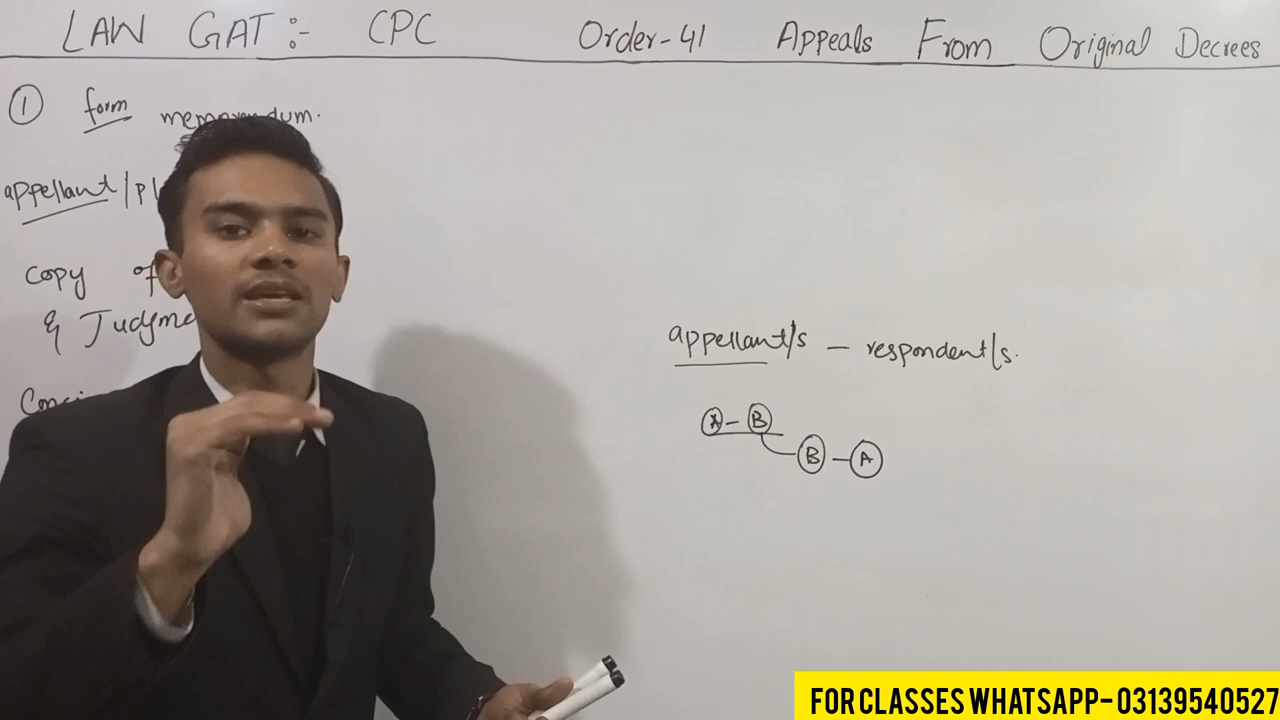 LAW GAT:- CPC Order-41 Appeals From Original Decrees
① form memorandum.
appellant/Pl
Copy of
& Judgme
Conci
appellant/s - respondent/s.
A - B
B - A
FOR CLASSES WHATSAPP- 03139540527